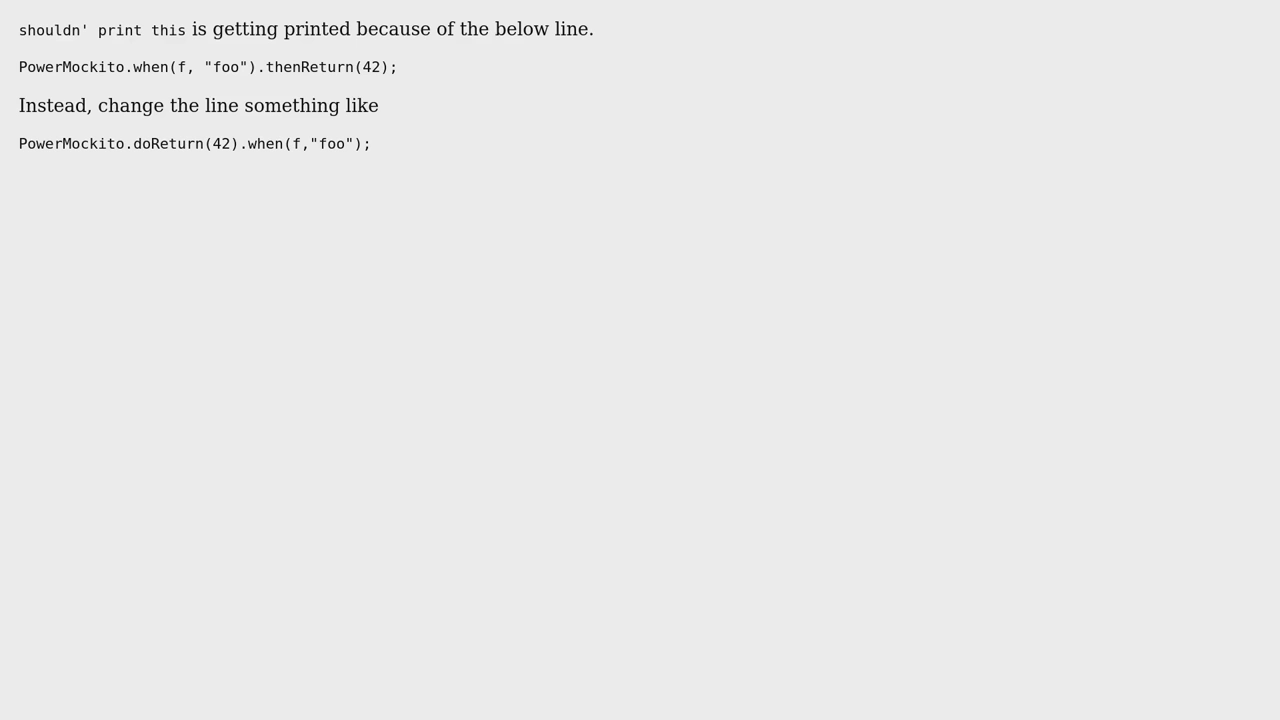 shouldn' print this is getting printed because of the below line.
PowerMockito.when(f, "foo").thenReturn(42);
Instead, change the line something like
PowerMockito.doReturn(42).when(f,"foo");